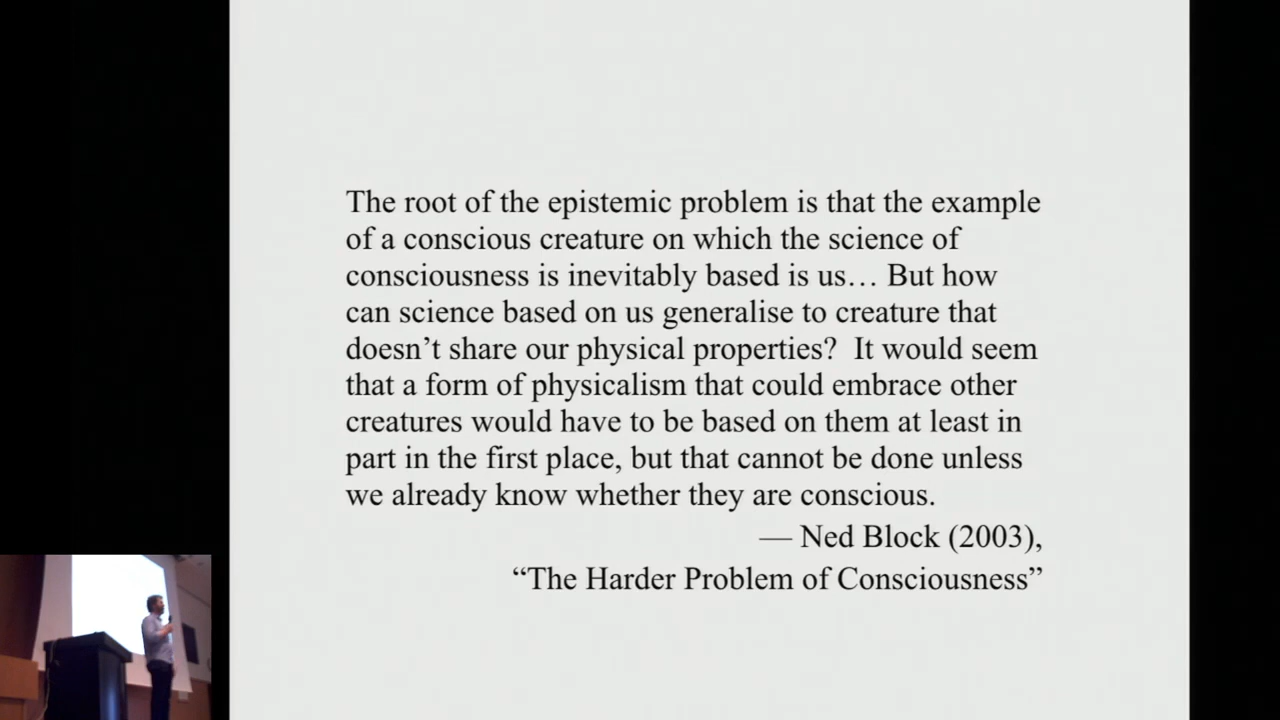 The root of the epistemic problem is that the example
of a conscious creature on which the science of
consciousness is inevitably based is us… But how
can science based on us generalise to creature that
doesn’t share our physical properties?  It would seem
that a form of physicalism that could embrace other
creatures would have to be based on them at least in
part in the first place, but that cannot be done unless
we already know whether they are conscious.
— Ned Block (2003),
“The Harder Problem of Consciousness”